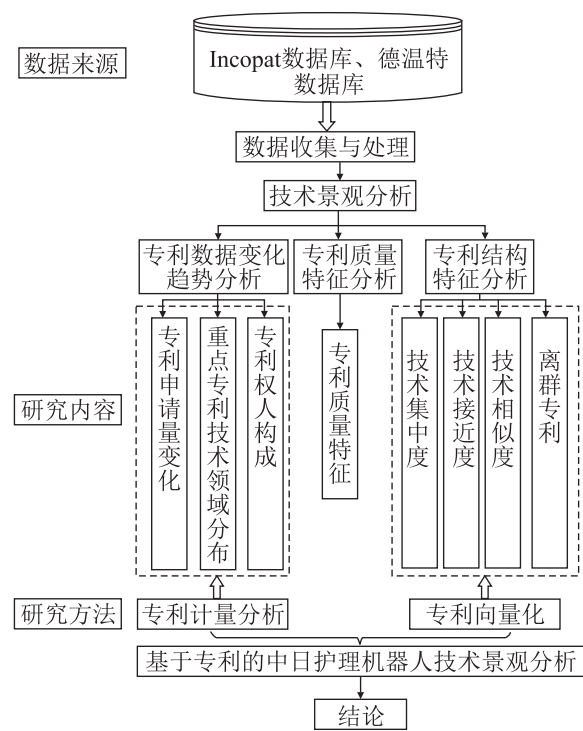 数据来源
Incopat数据库、德温特
数据库
数据收集与处理
技术景观分析
专利数据变化
趋势分析
专利质量
特征分析
专利结构
特征分析
研究内容
专利申请量变化
重点专利技术领域分布
专利权人构成
专利质量特征
技术集中度
技术接近度
技术相似度
离群专利
研究方法
专利计量分析
专利向量化
基于专利的中日护理机器人技术景观分析
结论